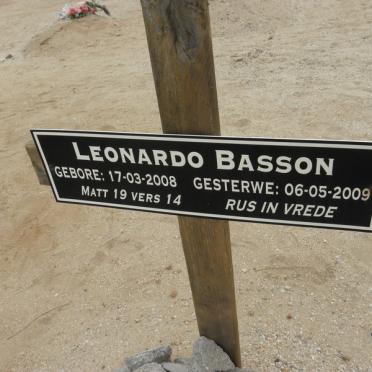 LEONARDO BASSON
GEBORE: 17-03-2008 GESTERWE: 06-05-2009
MATT 19 VERS 14 RUS IN VREDE